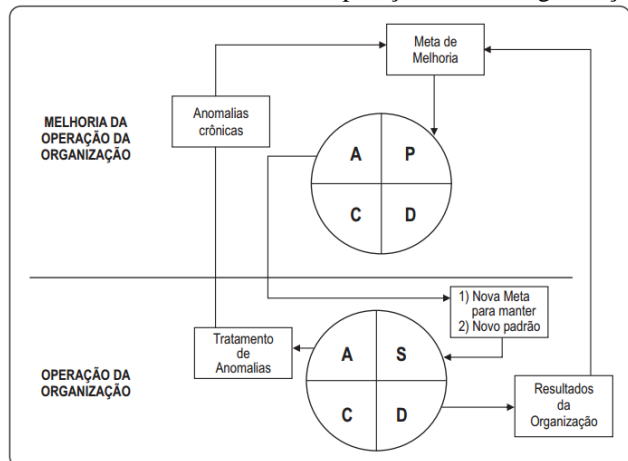 Meta de
Melhoria
Anomalias
crônicas
MELHORIA DA
OPERAÇÃO DA
ORGANIZAÇÃO
A
P
C
D
1) Nova Meta
para manter
2) Novo padrão
Tratamento
de
Anomalias
A
S
OPERAÇÃO DA
ORGANIZAÇÃO
C
D
Resultados
da
Organização